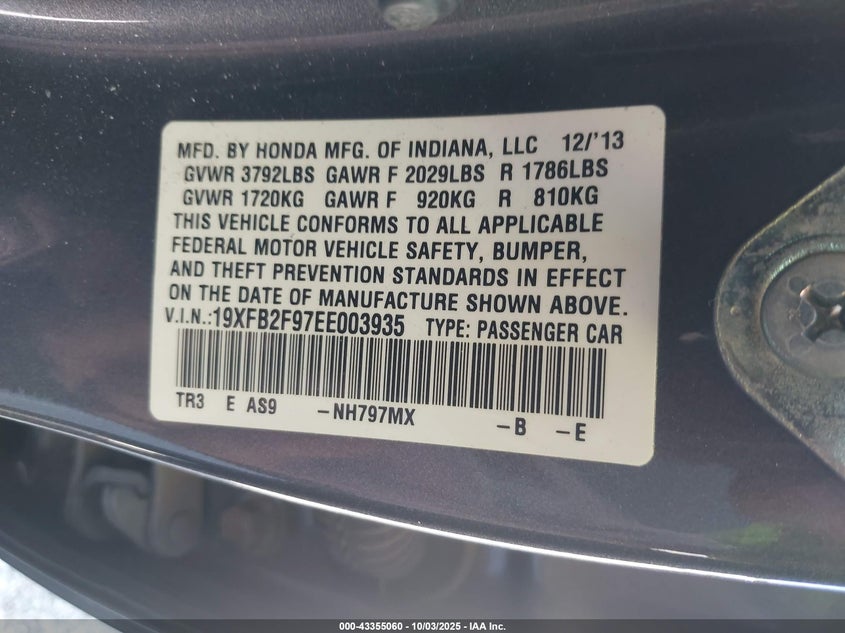 MFD. BY HONDA MFG. OF INDIANA, LLC 12/'13
GVWR 3792LBS GAWR F 2029LBS R 1786LBS
GVWR 1720KG GAWR F 920KG R 810KG
THIS VEHICLE CONFORMS TO ALL APPLICABLE
FEDERAL MOTOR VEHICLE SAFETY, BUMPER,
AND THEFT PREVENTION STANDARDS IN EFFECT
ON THE DATE OF MANUFACTURE SHOWN ABOVE.
V.I.N.:19XFB2F97EE003935 TYPE: PASSENGER CAR
TR3 E AS9 -NH797MX -B -E
000-43355060 - 10/03/2025 - IAA Inc.